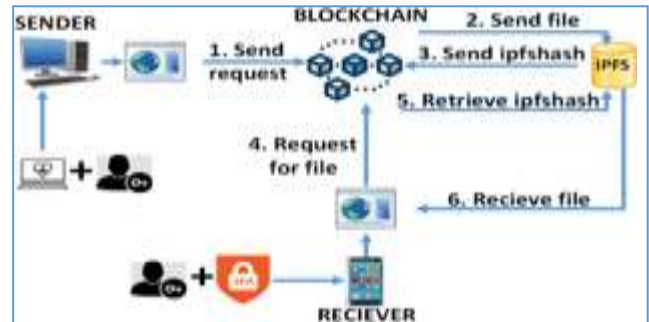 SENDER
BLOCKCHAIN
2. Send file
1. Send
request
3. Send ipfshash
IPFS
5. Retrieve ipfshash
4. Request
for file
6. Recieve file
RECIEVER